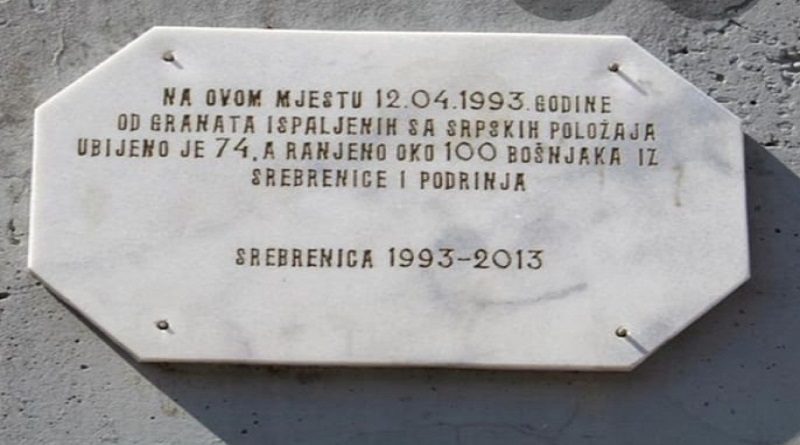 NA OVOM MJESTU 12.04.1993.GODINE
OD GRANATA ISPALJENIH SA SRPSKIH POLOŽAJA
UBIJENO JE 74, A RANJENO OKO 100 BOŠNJAKA IZ
SREBRENICE I PODRINJA
SREBRENICA 1993-2013